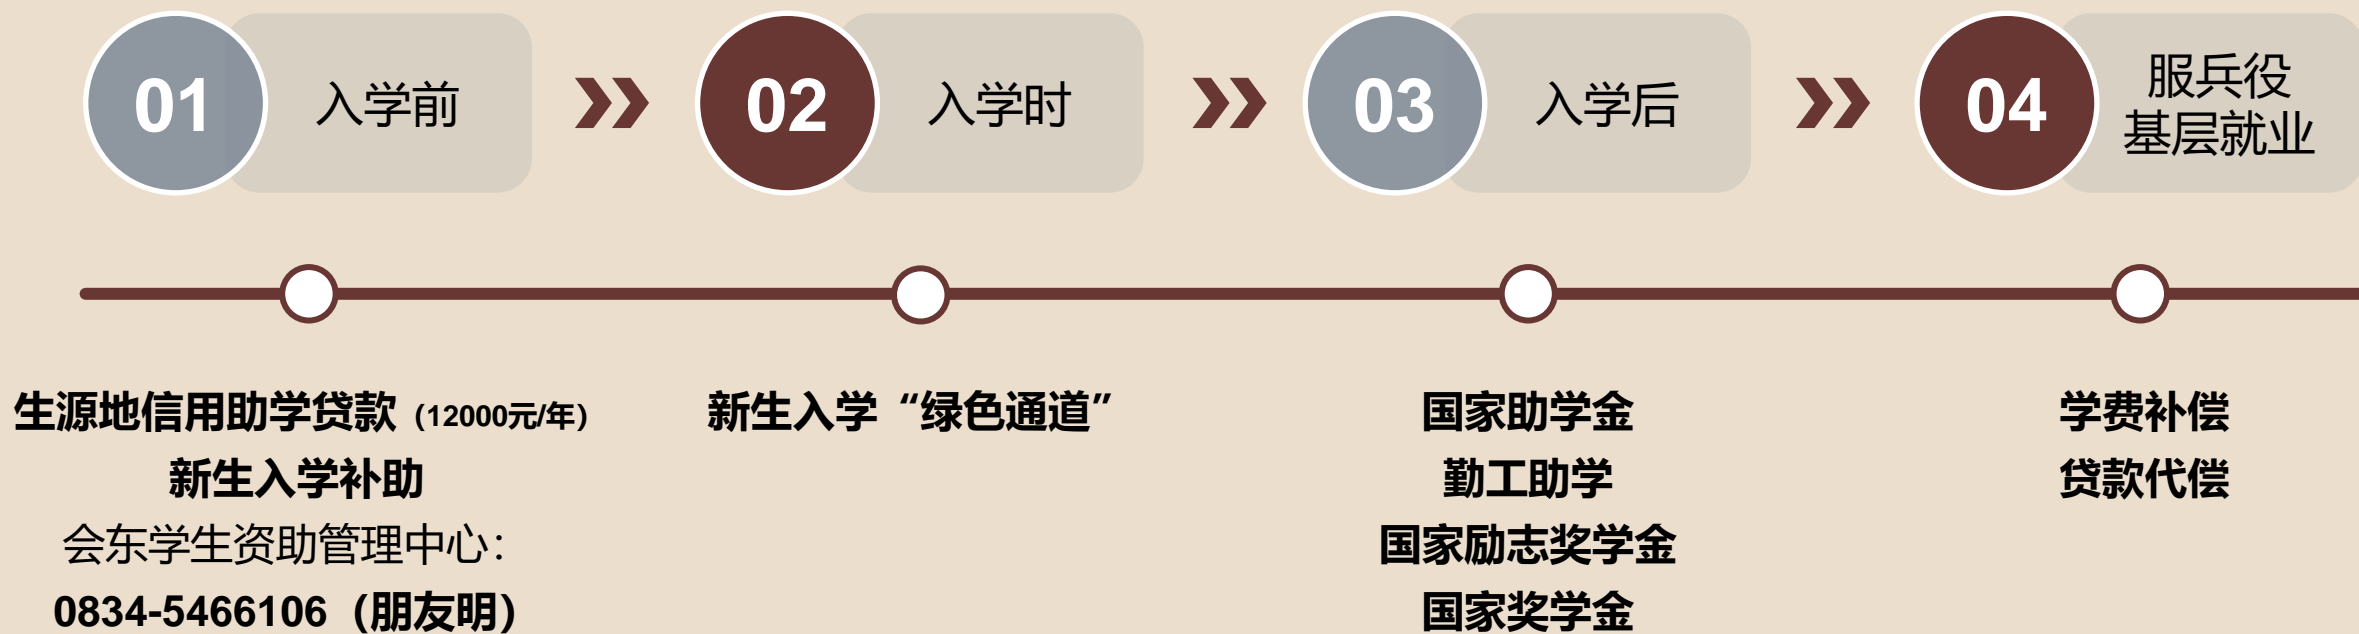 01
入学前
02
入学时
03
入学后
04
服兵役
基层就业
生源地信用助学贷款（12000元/年）
新生入学补助
会东学生资助管理中心：
0834-5466106（朋友明）
新生入学“绿色通道”
国家助学金
勤工助学
国家励志奖学金
国家奖学金
学费补偿
贷款代偿